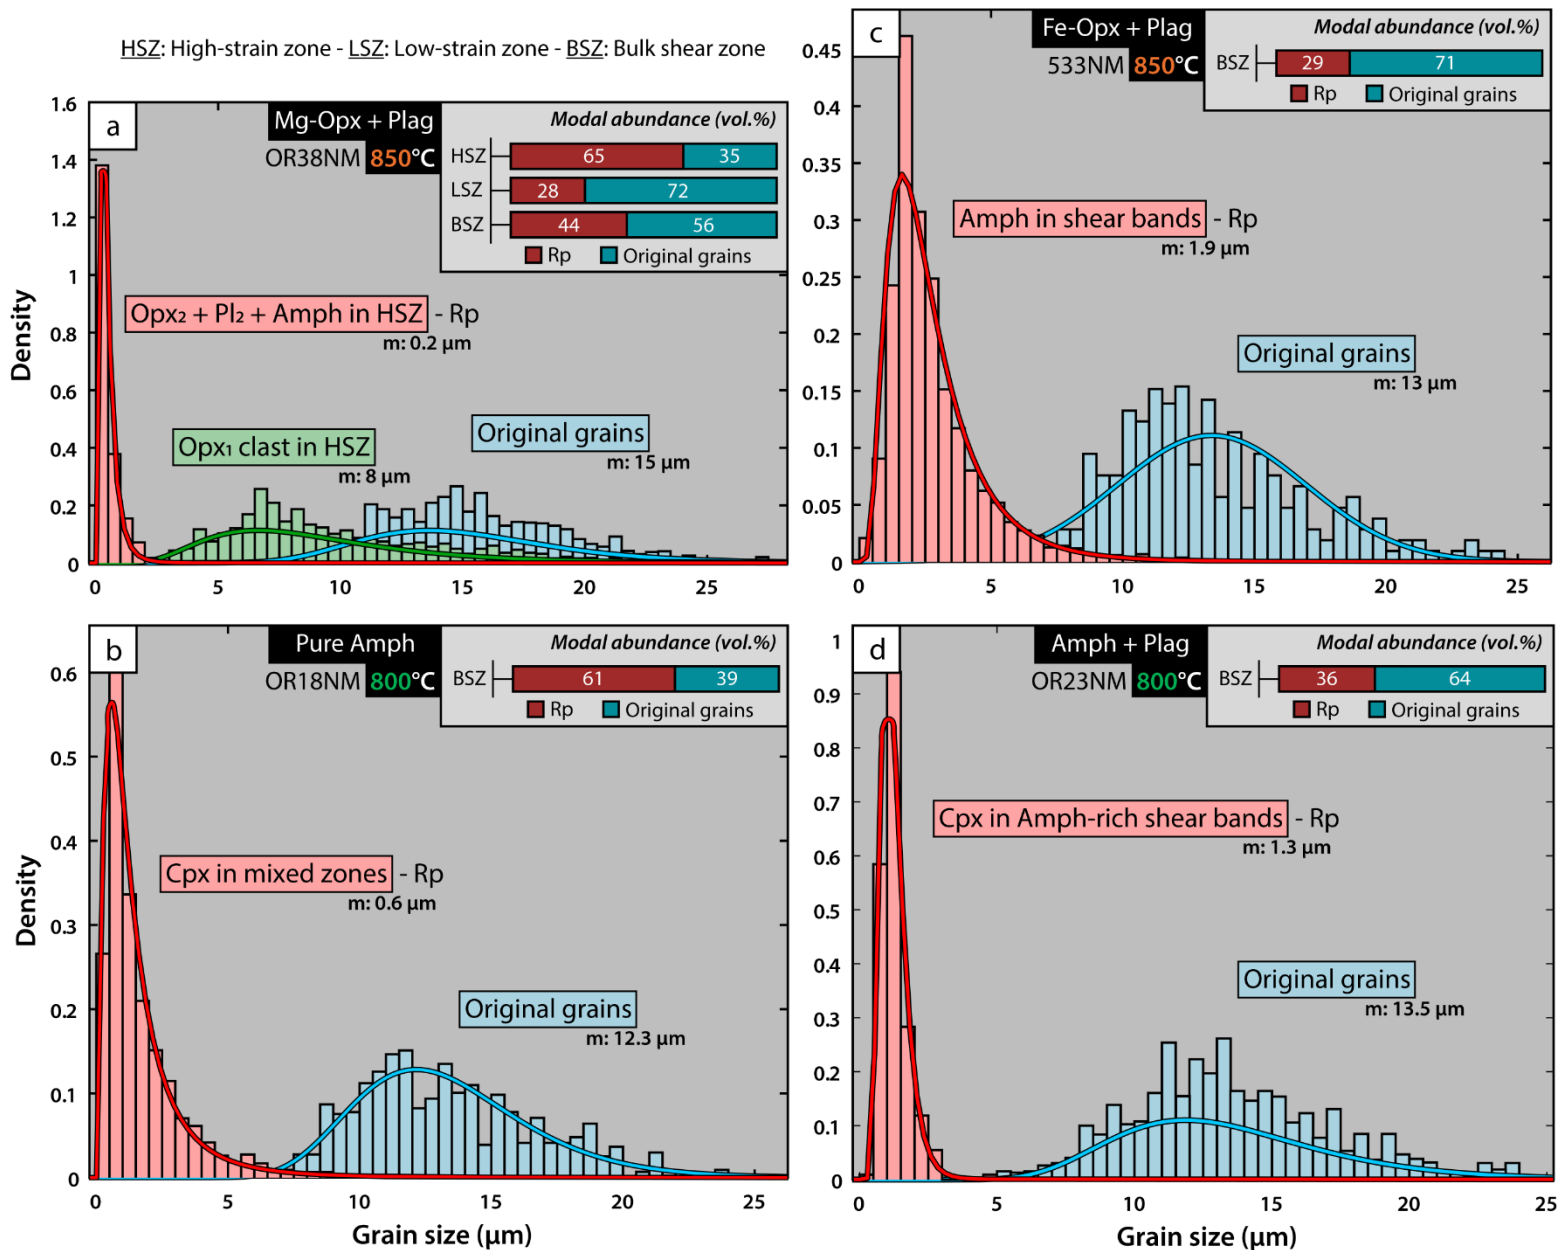 HSZ: High-strain zone - LSZ: Low-strain zone - BSZ: Bulk shear zone
a
Mg-Opx + Plag
OR38NM 850°C
Modal abundance (vol.%)
HSZ 65 35
LSZ 28 72
BSZ 44 56
Rp Original grains
Opx₂ + Pl₂ + Amph in HSZ - Rp
m: 0.2 µm
Opx₁ clast in HSZ
m: 8 µm
Original grains
m: 15 µm
Density
1.6
1.4
1.2
1
0.8
0.6
0.4
0.2
0
0 5 10 15 20 25
b
Pure Amph
OR18NM 800°C
Modal abundance (vol.%)
BSZ 61 39
Rp Original grains
Cpx in mixed zones - Rp
m: 0.6 µm
Original grains
m: 12.3 µm
Density
0.6
0.5
0.4
0.3
0.2
0.1
0
0 5 10 15 20 25
Grain size (µm)
c
Fe-Opx + Plag
533NM 850°C
Modal abundance (vol.%)
BSZ 29 71
Rp Original grains
Amph in shear bands - Rp
m: 1.9 µm
Original grains
m: 13 µm
0.45
0.4
0.35
0.3
0.25
0.2
0.15
0.1
0.05
0
0 5 10 15 20 25
d
Amph + Plag
OR23NM 800°C
Modal abundance (vol.%)
BSZ 36 64
Rp Original grains
Cpx in Amph-rich shear bands - Rp
m: 1.3 µm
Original grains
m: 13.5 µm
1
0.9
0.8
0.7
0.6
0.5
0.4
0.3
0.2
0.1
0
0 5 10 15 20 25
Grain size (µm)